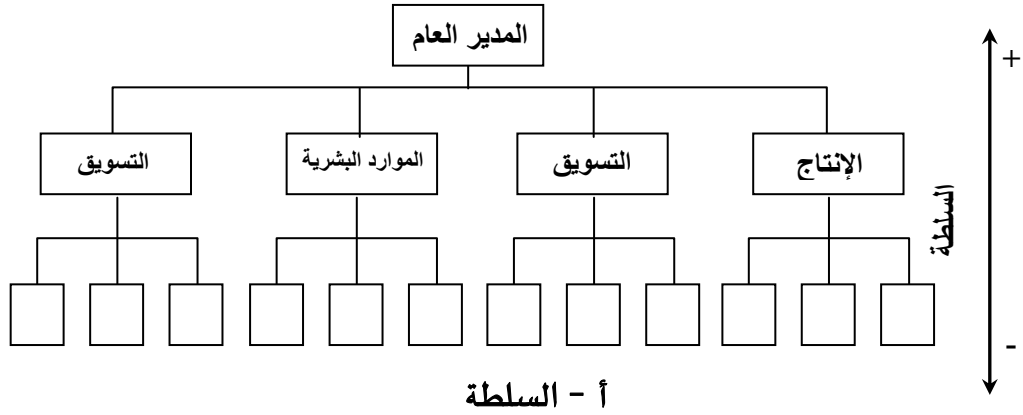 المدير العام
+
الإنتاج
التسويق
الموارد البشرية
التسويق
السلطة
-
أ - السلطة